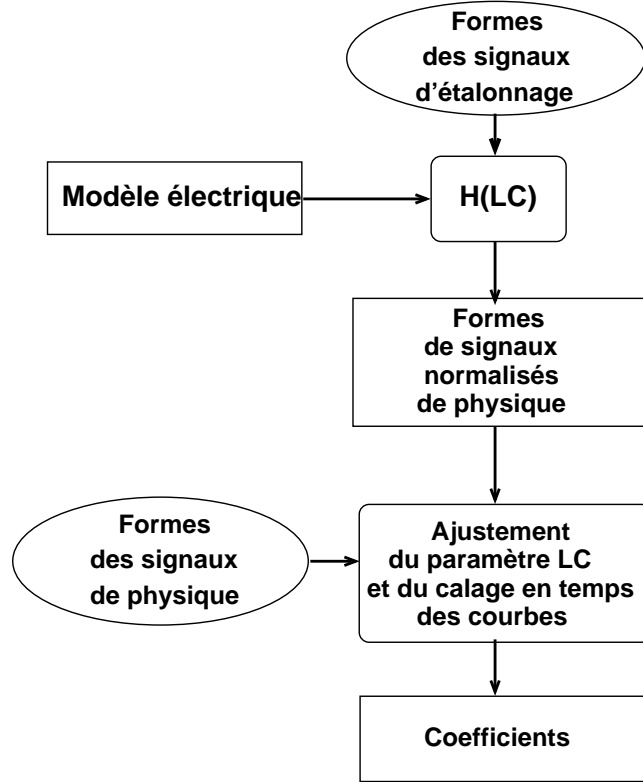 Formes
des signaux
d'étalonnage
Modèle électrique
H(LC)
Formes
de signaux
normalisés
de physique
Formes
des signaux
de physique
Ajustement
du paramètre LC
et du calage en temps
des courbes
Coefficients